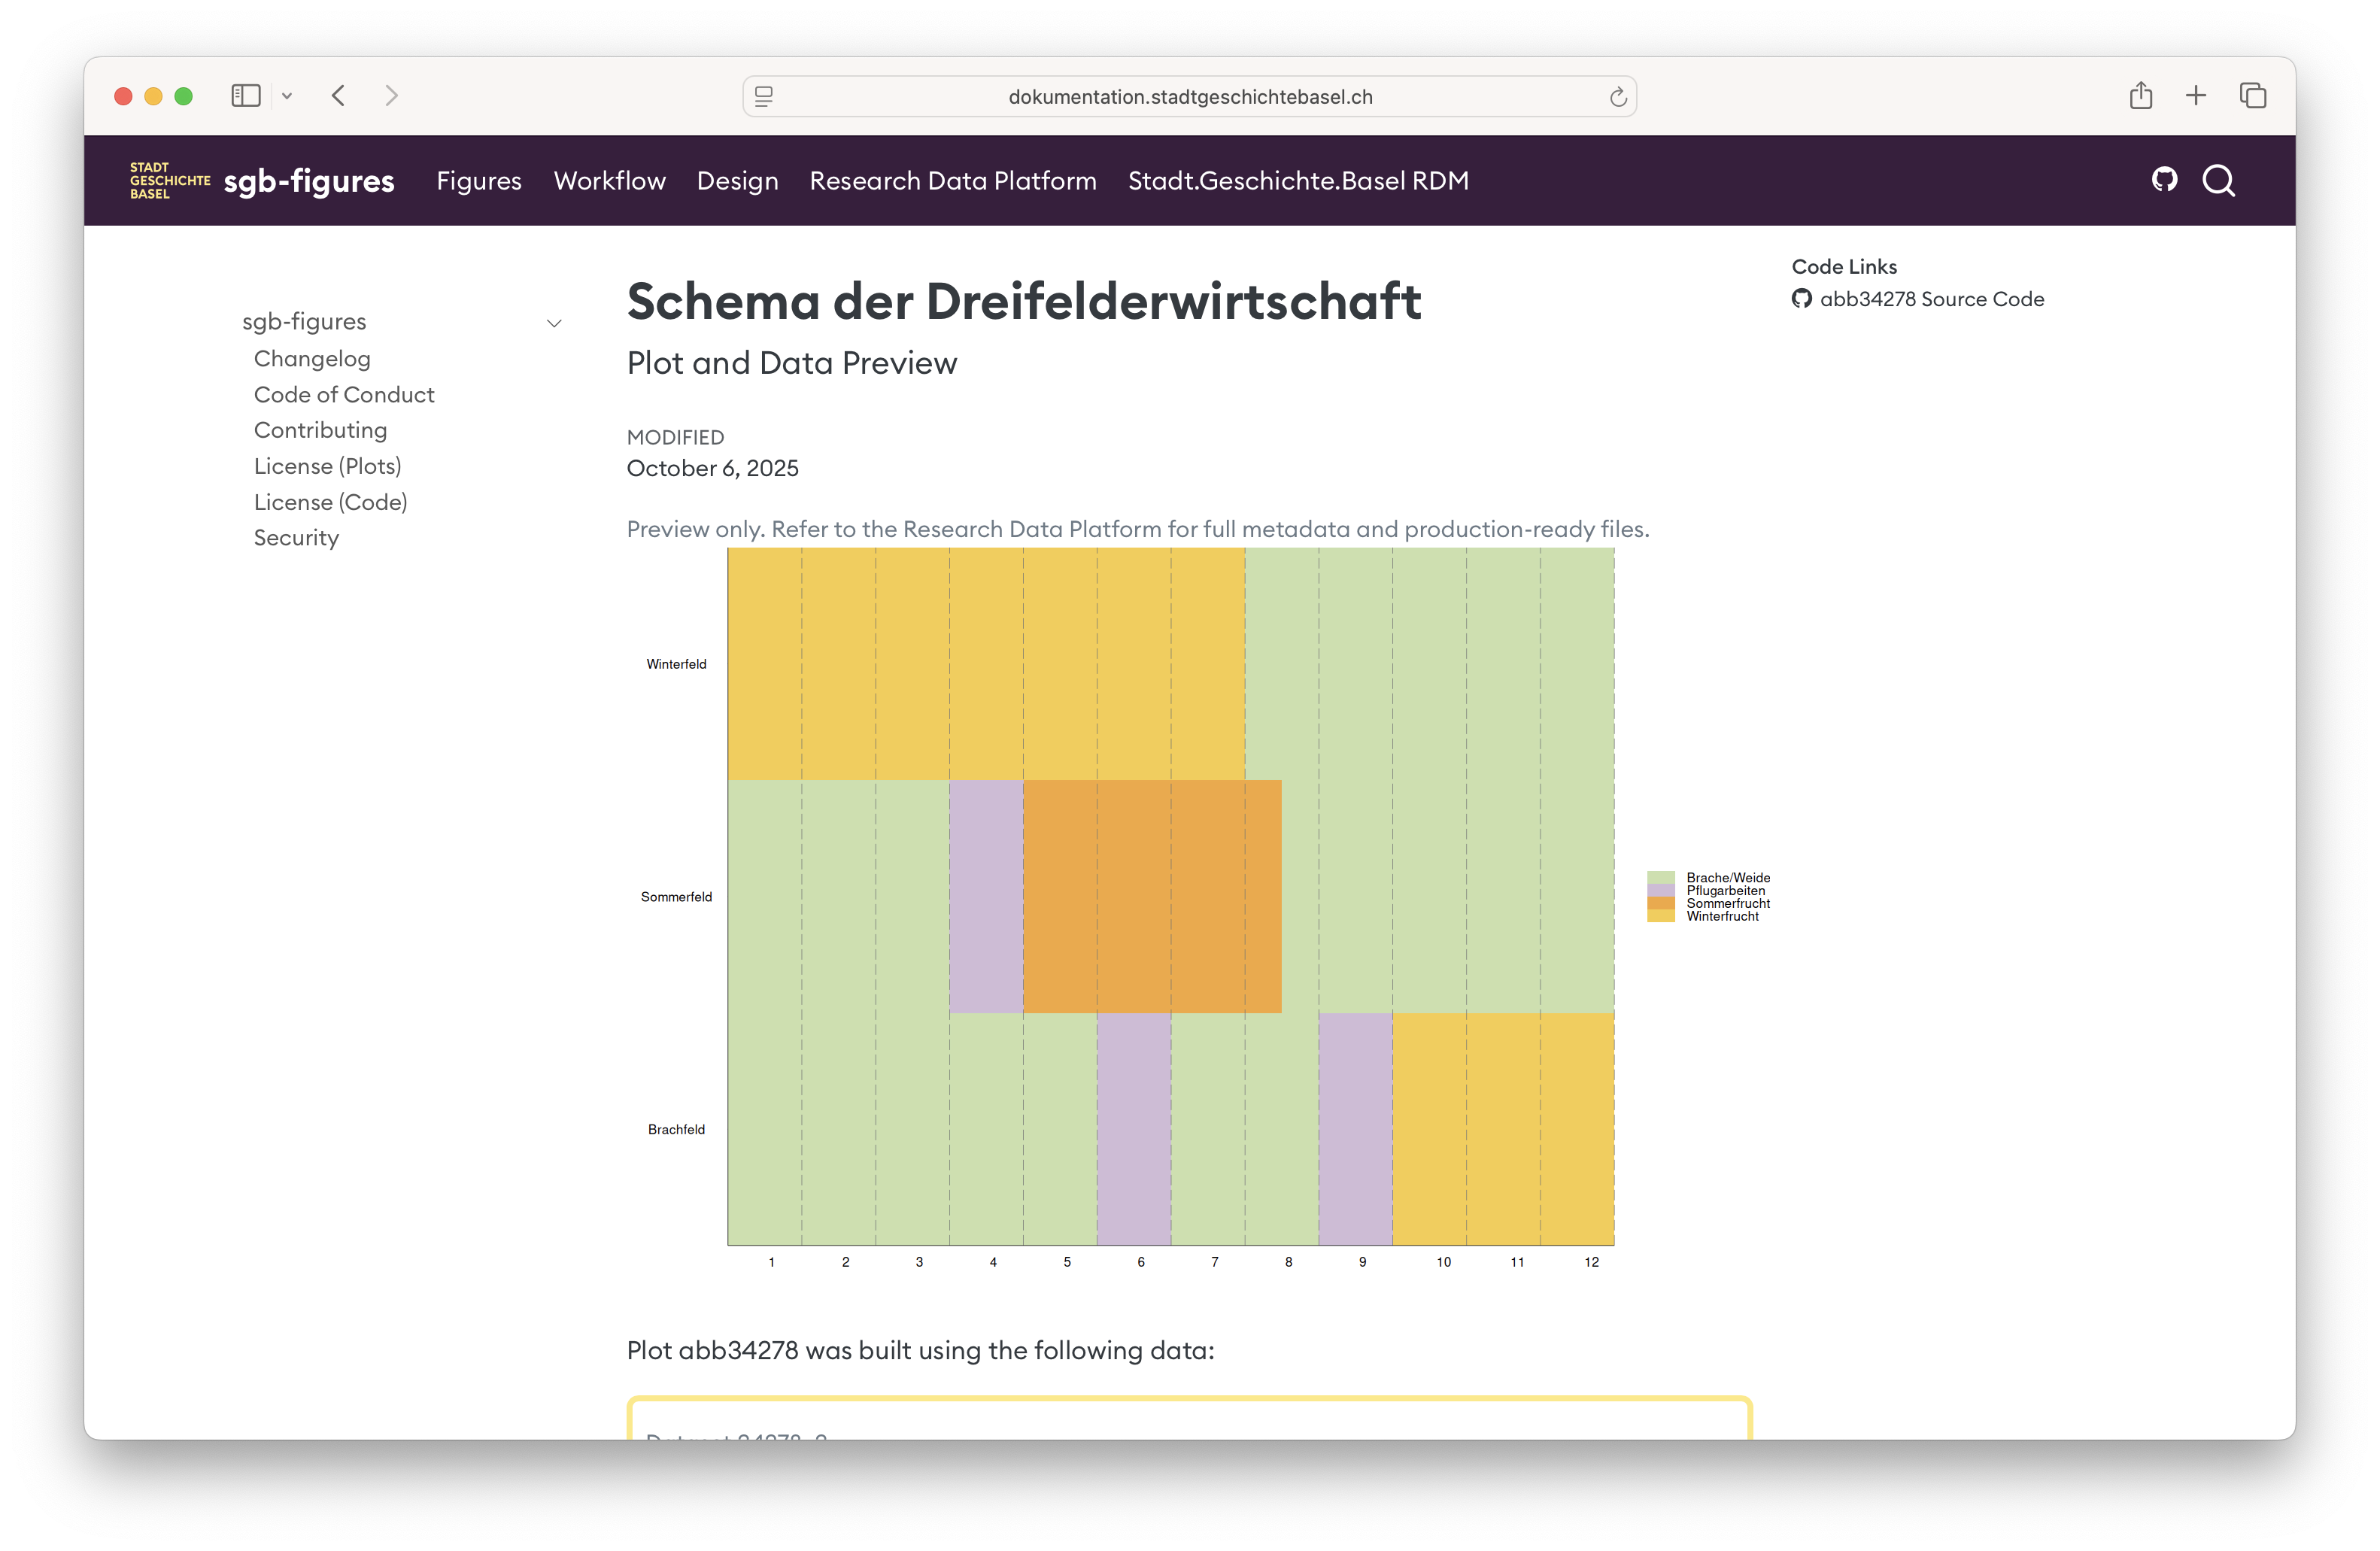 dokumentation.stadtgeschichtebasel.ch
STADT
GESCHICHTE
BASEL
sgb-figures Figures Workflow Design Research Data Platform Stadt.Geschichte.Basel RDM
sgb-figures
Changelog
Code of Conduct
Contributing
License (Plots)
License (Code)
Security
Schema der Dreifelderwirtschaft
Plot and Data Preview
MODIFIED
October 6, 2025
Preview only. Refer to the Research Data Platform for full metadata and production-ready files.
Winterfeld
Sommerfeld
Brachfeld
1 2 3 4 5 6 7 8 9 10 11 12
Brache/Weide
Pflugarbeiten
Sommerfrucht
Winterfrucht
Plot abb34278 was built using the following data:
Code Links
abb34278 Source Code